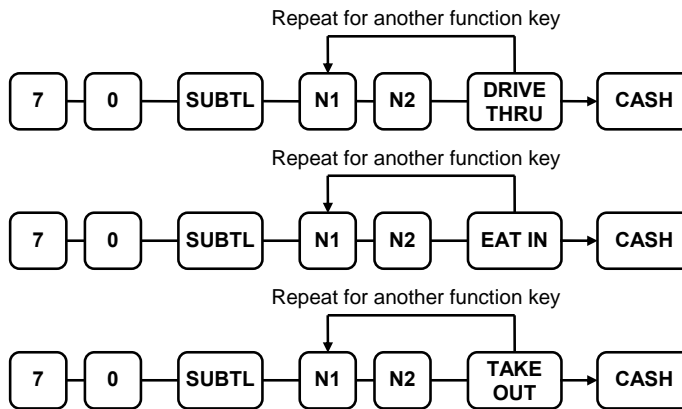 Repeat for another function key
7 0 SUBTL N1 N2 DRIVE THRU CASH
Repeat for another function key
7 0 SUBTL N1 N2 EAT IN CASH
Repeat for another function key
7 0 SUBTL N1 N2 TAKE OUT CASH